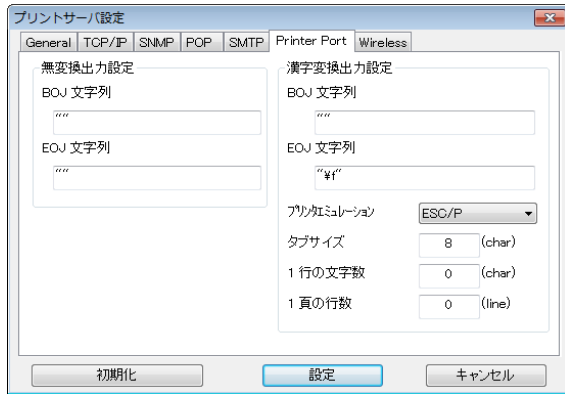 プリントサーバ設定
General TCP/IP SNMP POP SMTP Printer Port Wireless
無変換出力設定
BOJ 文字列
""
EOJ 文字列
""
漢字変換出力設定
BOJ 文字列
""
EOJ 文字列
"¥f"
プリンタエミュレーション ESC/P
タブサイズ 8 (char)
1 行の文字数 0 (char)
1 頁の行数 0 (line)
初期化 設定 キャンセル